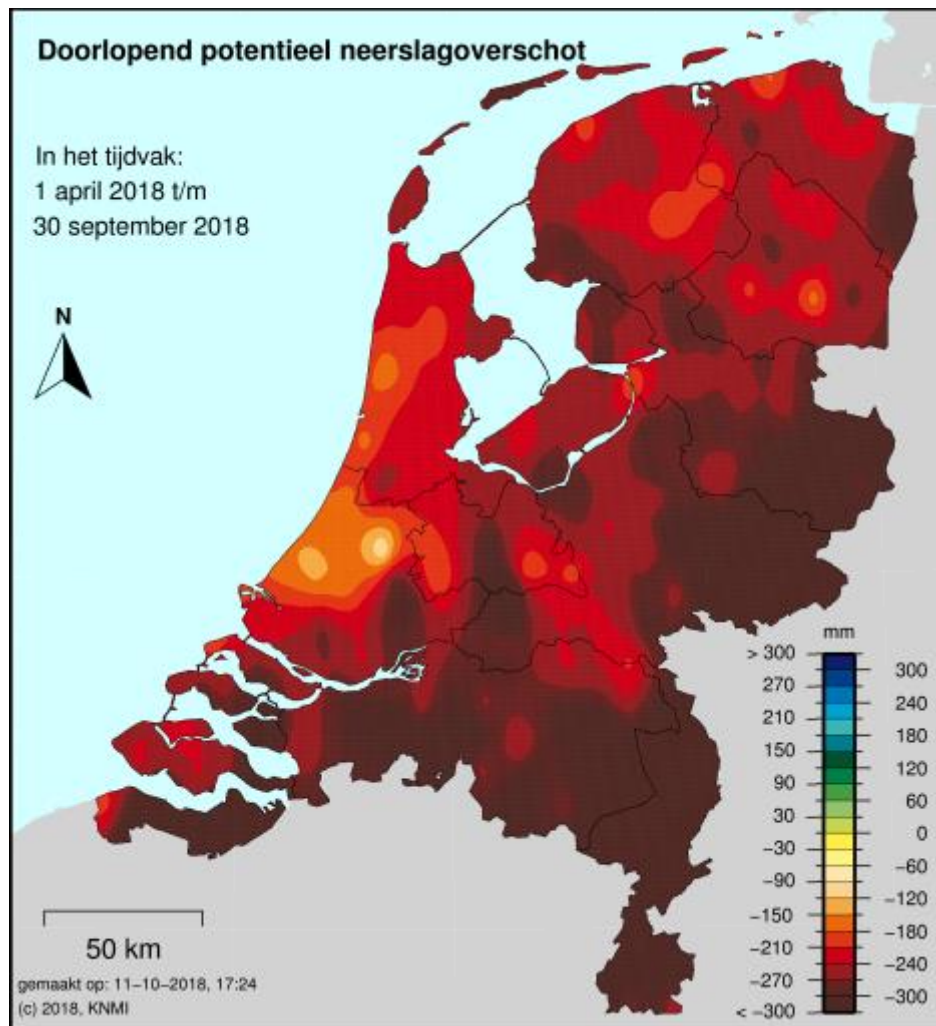 Doorlopend potentieel neerslagoverschot
In het tijdvak:
1 april 2018 t/m
30 september 2018
N
mm
> 300
300
270
240
210
180
150
120
90
60
30
0
−30
−60
−90
−120
−150
−180
−210
−240
−270
−300
< −300
50 km
gemaakt op: 11−10−2018, 17:24
(c) 2018, KNMI